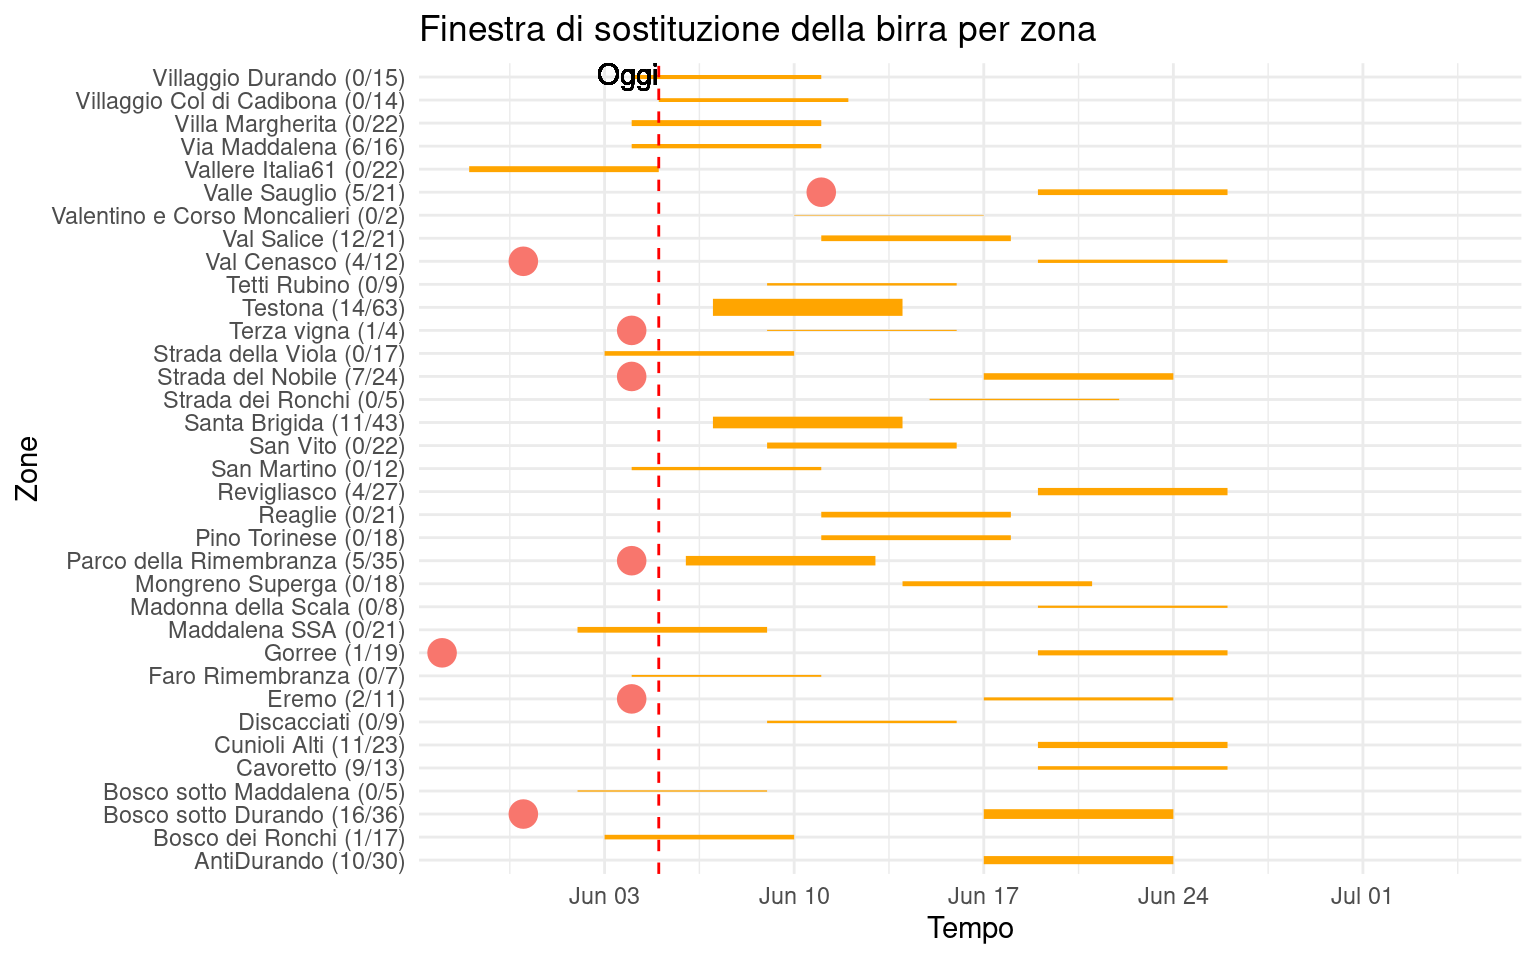 Finestra di sostituzione della birra per zona
Oggi
Villaggio Durando (0/15)
Villaggio Col di Cadibona (0/14)
Villa Margherita (0/22)
Via Maddalena (6/16)
Vallere Italia61 (0/22)
Valle Sauglio (5/21)
Valentino e Corso Moncalieri (0/2)
Val Salice (12/21)
Val Cenasco (4/12)
Tetti Rubino (0/9)
Testona (14/63)
Terza vigna (1/4)
Strada della Viola (0/17)
Strada del Nobile (7/24)
Strada dei Ronchi (0/5)
Santa Brigida (11/43)
San Vito (0/22)
San Martino (0/12)
Revigliasco (4/27)
Reaglie (0/21)
Pino Torinese (0/18)
Parco della Rimembranza (5/35)
Mongreno Superga (0/18)
Madonna della Scala (0/8)
Maddalena SSA (0/21)
Gorree (1/19)
Faro Rimembranza (0/7)
Eremo (2/11)
Discacciati (0/9)
Cunioli Alti (11/23)
Cavoretto (9/13)
Bosco sotto Maddalena (0/5)
Bosco sotto Durando (16/36)
Bosco dei Ronchi (1/17)
AntiDurando (10/30)
Zone
Jun 03 Jun 10 Jun 17 Jun 24 Jul 01
Tempo